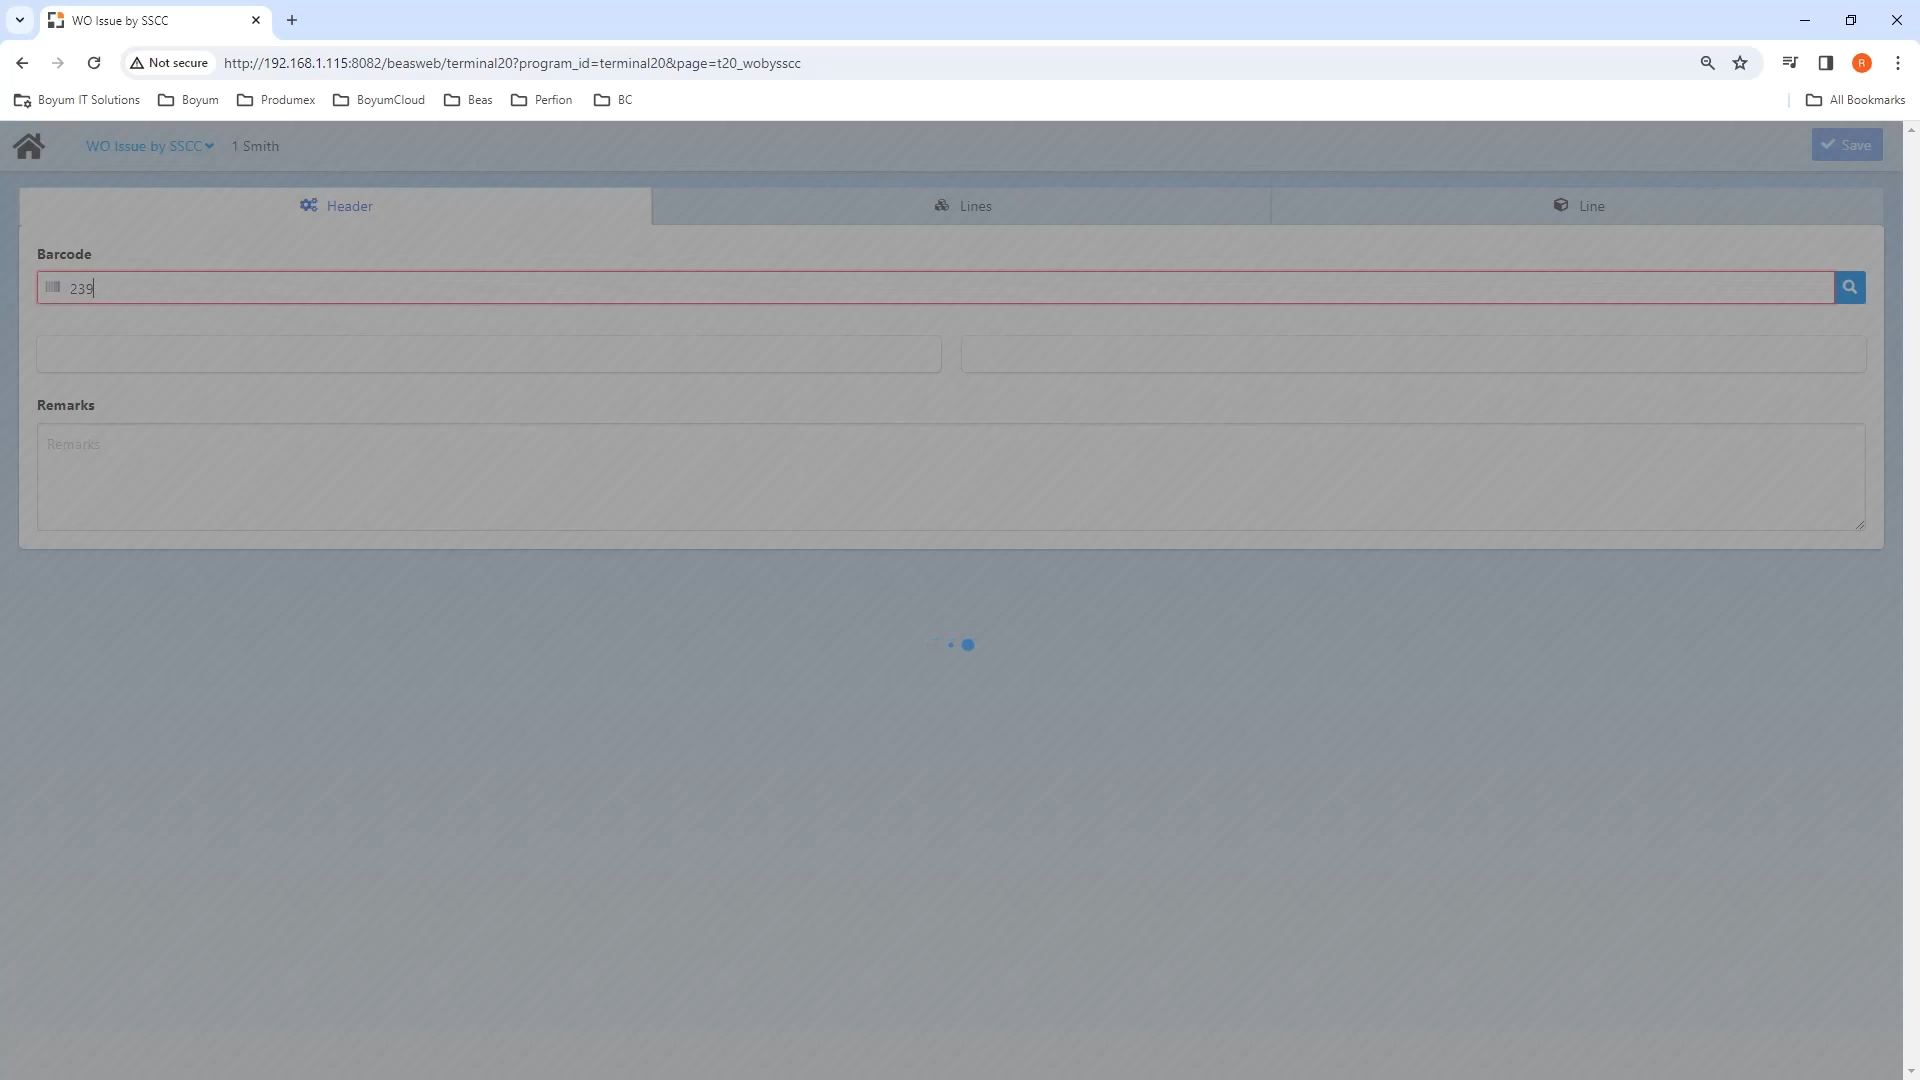 WO Issue by SSCC
Not secure
http://192.168.1.115:8082/beasweb/terminal20?program_id=terminal20&page=t20_wobysscc
R
Boyum IT Solutions
Boyum
Produmex
BoyumCloud
Beas
Perfion
BC
All Bookmarks
WO Issue by SSCC
1 Smith
Save
Header
Lines
Line
Barcode
239
Remarks
Remarks